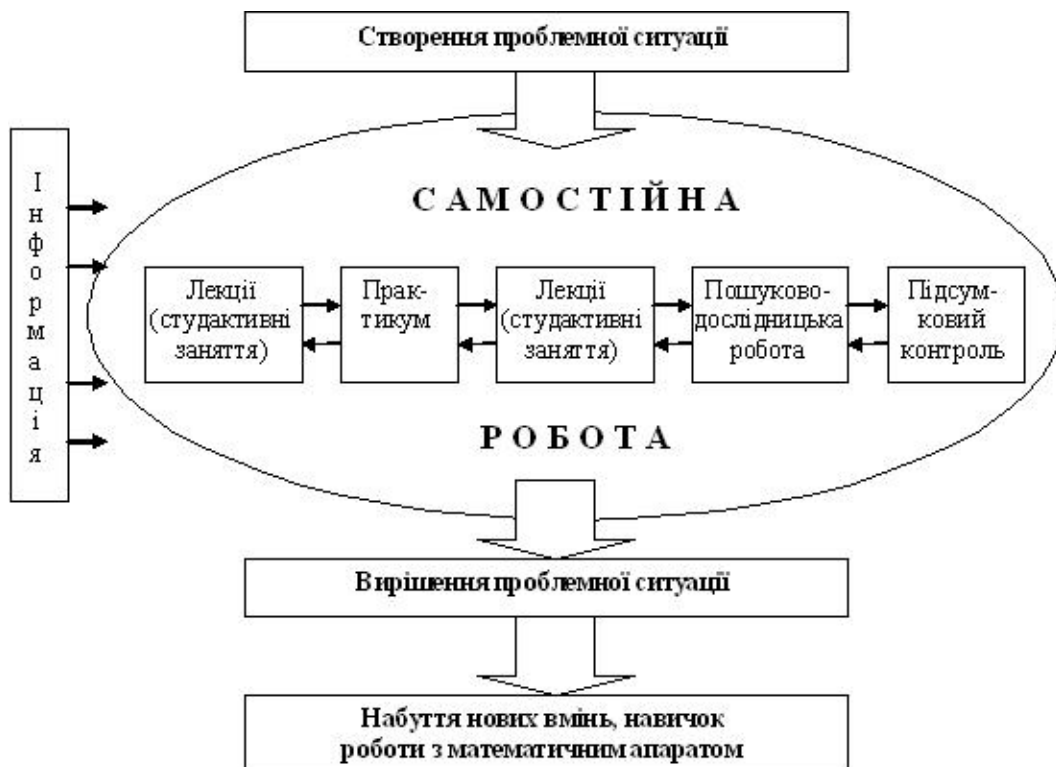 Створення проблемної ситуації
Інформація
САМОСТІЙНА
Лекції
(студактивні
заняття)
Прак-
тикум
Лекції
(студактивні
заняття)
Пошуково-
дослідницька
робота
Підсум-
ковий
контроль
РОБОТА
Вирішення проблемної ситуації
Набуття нових вмінь, навичок
роботи з математичним апаратом